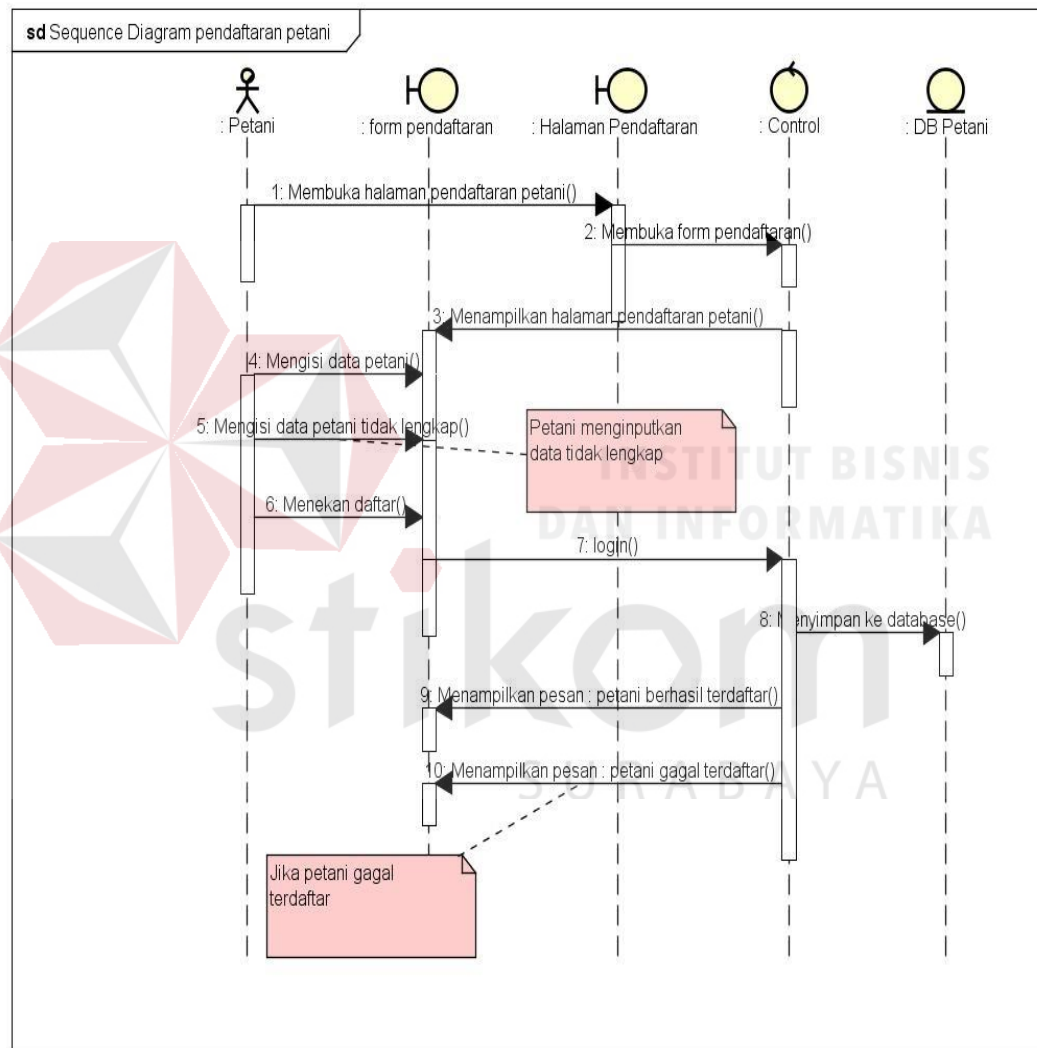 sd Sequence Diagram pendaftaran petani
: Petani
: form pendaftaran
: Halaman Pendaftaran
: Control
: DB Petani
1: Membuka halaman pendaftaran petani()
2: Membuka form pendaftaran()
3: Menampilkan halaman pendaftaran petani()
4: Mengisi data petani()
5: Mengisi data petani tidak lengkap()
Petani menginputkan
data tidak lengkap
INSTITUT BISNIS
DAN INFORMATIKA
6: Menekan daftar()
7: login()
8: Menyimpan ke database()
stikom
9: Menampilkan pesan : petani berhasil terdaftar()
10: Menampilkan pesan : petani gagal terdaftar()
SURABAYA
Jika petani gagal
terdaftar